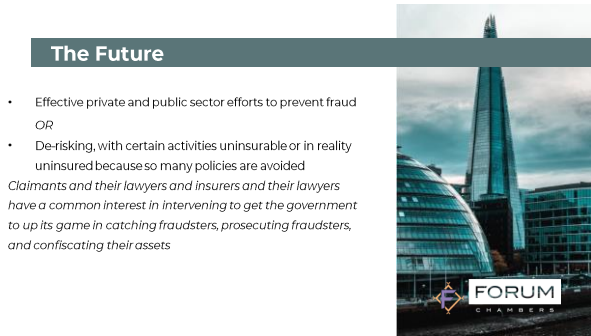 The Future
• Effective private and public sector efforts to prevent fraud
OR
• De-risking, with certain activities uninsurable or in reality
uninsured because so many policies are avoided
Claimants and their lawyers and insurers and their lawyers
have a common interest in intervening to get the government
to up its game in catching fraudsters, prosecuting fraudsters,
and confiscating their assets
F
FORUM
CHAMBERS